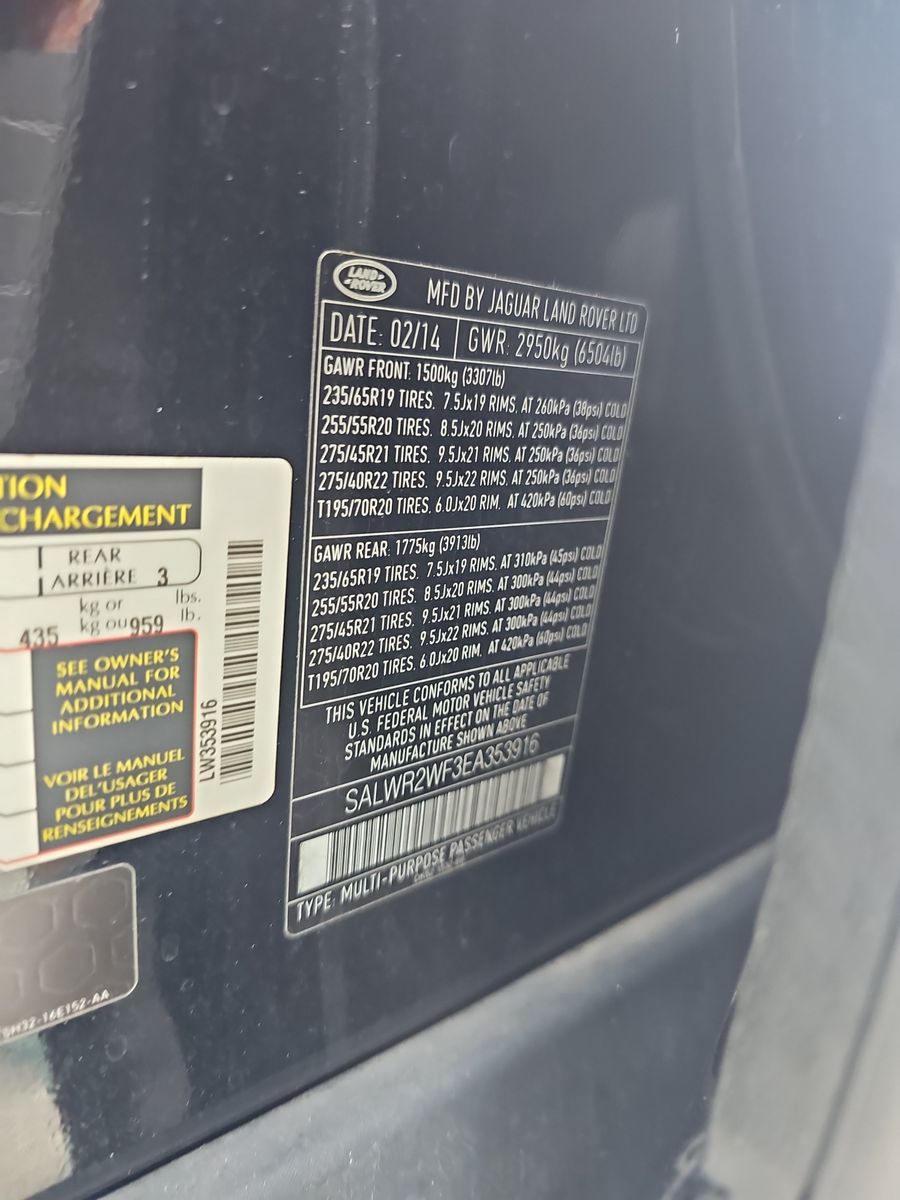 LAND ROVER
MFD BY JAGUAR LAND ROVER LTD
DATE: 02/14 GWR: 2950kg (6504lb)
GAWR FRONT: 1500kg (3307lb)
235/65R19 TIRES. 7.5Jx19 RIMS. AT 260kPa (38psi) COLD
255/55R20 TIRES. 8.5Jx20 RIMS. AT 250kPa (36psi) COLD
275/45R21 TIRES. 9.5Jx21 RIMS. AT 250kPa (36psi) COLD
275/40R22 TIRES. 9.5Jx22 RIMS. AT 250kPa (36psi) COLD
T195/70R20 TIRES. 6.0Jx20 RIM. AT 420kPa (60psi) COLD
GAWR REAR: 1775kg (3913lb)
235/65R19 TIRES. 7.5Jx19 RIMS. AT 310kPa (45psi) COLD
255/55R20 TIRES. 8.5Jx20 RIMS. AT 300kPa (44psi) COLD
275/45R21 TIRES. 9.5Jx21 RIMS. AT 300kPa (44psi) COLD
275/40R22 TIRES. 9.5Jx22 RIMS. AT 300kPa (44psi) COLD
T195/70R20 TIRES. 6.0Jx20 RIM. AT 420kPa (60psi) COLD
THIS VEHICLE CONFORMS TO ALL APPLICABLE
U.S. FEDERAL MOTOR VEHICLE SAFETY
STANDARDS IN EFFECT ON THE DATE OF
MANUFACTURE SHOWN ABOVE
SALWR2WF3EA353916
TYPE: MULTI-PURPOSE PASSENGER VEHICLE
TION
CHARGEMENT
REAR
ARRIÈRE 3
kg or lbs.
435 kg ou 959 lb.
SEE OWNER'S
MANUAL FOR
ADDITIONAL
INFORMATION
VOIR LE MANUEL
DEL'USAGER
POUR PLUS DE
RENSEIGNEMENTS
LW353916